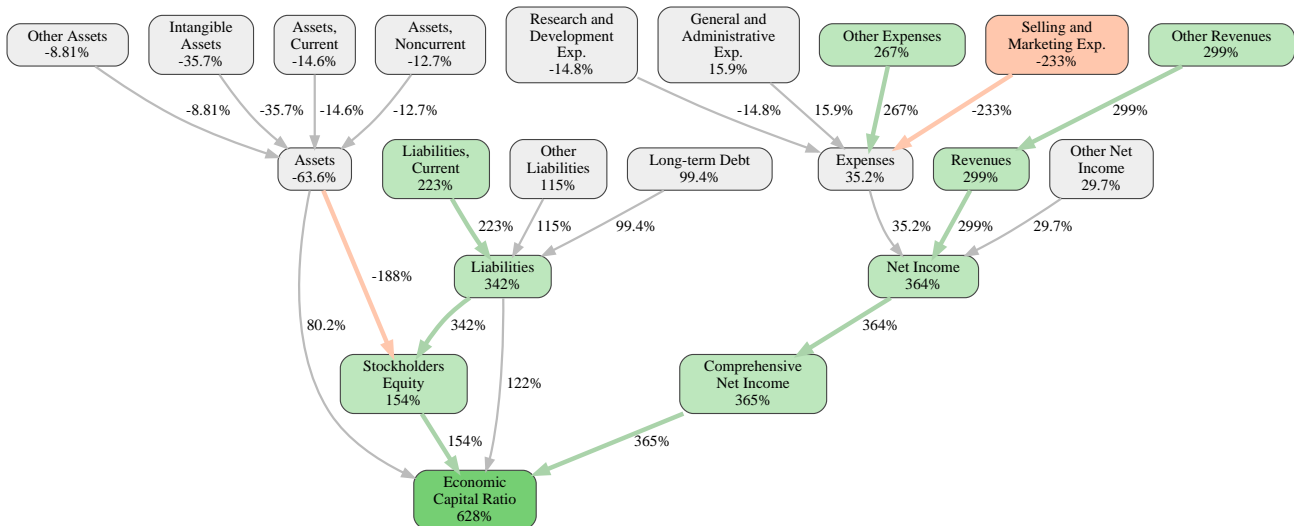 Other Assets
-8.81%
Intangible
Assets
-35.7%
Assets,
Current
-14.6%
Assets,
Noncurrent
-12.7%
Research and
Development
Exp.
-14.8%
General and
Administrative
Exp.
15.9%
Other Expenses
267%
Selling and
Marketing Exp.
-233%
Other Revenues
299%
-8.81%
-35.7%
-14.6%
-12.7%
-14.8%
15.9%
267%
-233%
299%
Assets
-63.6%
Liabilities,
Current
223%
Other
Liabilities
115%
Long-term Debt
99.4%
Expenses
35.2%
Revenues
299%
Other Net
Income
29.7%
223%
115%
99.4%
35.2%
299%
29.7%
-188%
Liabilities
342%
Net Income
364%
80.2%
342%
122%
364%
Stockholders
Equity
154%
Comprehensive
Net Income
365%
154%
365%
Economic
Capital Ratio
628%